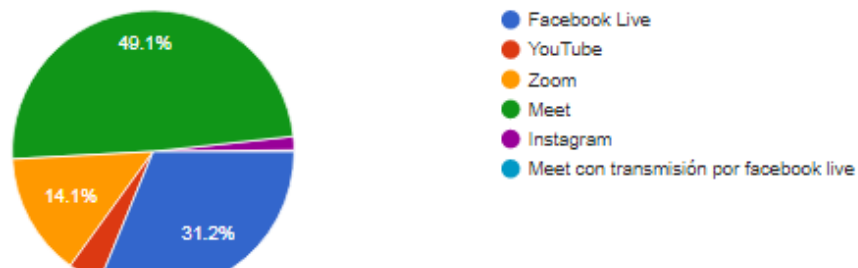 49.1%
14.1%
31.2%
Facebook Live
YouTube
Zoom
Meet
Instagram
Meet con transmisión por facebook live